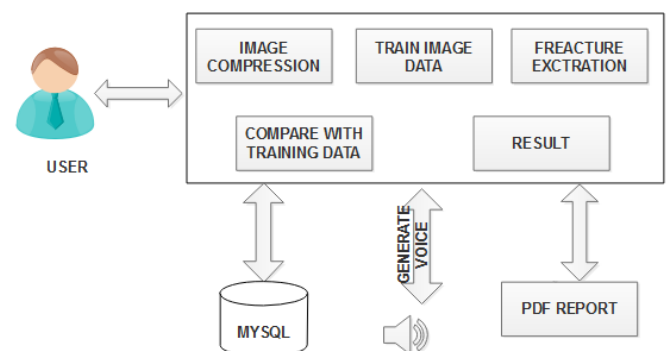 IMAGE
COMPRESSION
TRAIN IMAGE
DATA
FREACTURE
EXCTRATION
USER
COMPARE WITH
TRAINING DATA
RESULT
GENERATE
VOICE
MYSQL
PDF REPORT